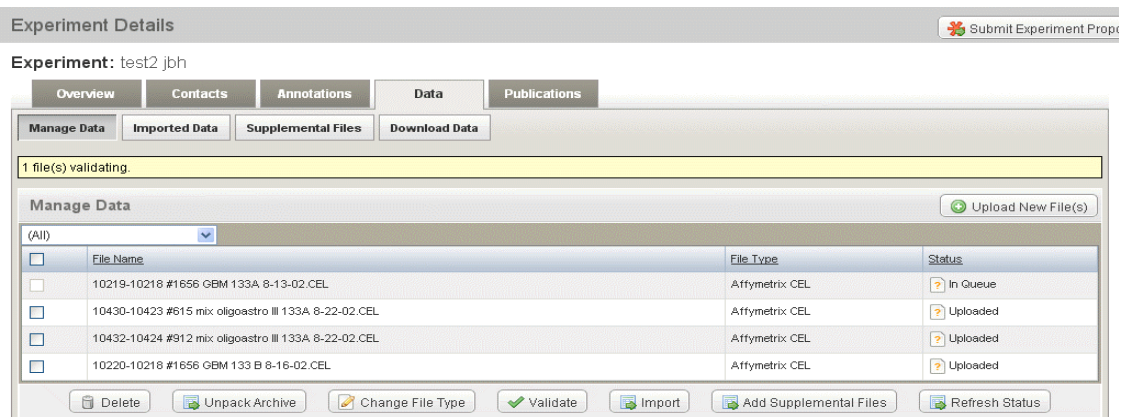 Experiment Details
Submit Experiment Propo
Experiment: test2 jbh
Overview Contacts Annotations Data Publications
Manage Data Imported Data Supplemental Files Download Data
1 file(s) validating.
Manage Data Upload New File(s)
(All)
File Name File Type Status
10219-10218 #1656 GBM 133A 8-13-02.CEL Affymetrix CEL In Queue
10430-10423 #615 mix oligoastro III 133A 8-22-02.CEL Affymetrix CEL Uploaded
10432-10424 #912 mix oligoastro III 133A 8-22-02.CEL Affymetrix CEL Uploaded
10220-10218 #1656 GBM 133 B 8-16-02.CEL Affymetrix CEL Uploaded
Delete Unpack Archive Change File Type Validate Import Add Supplemental Files Refresh Status